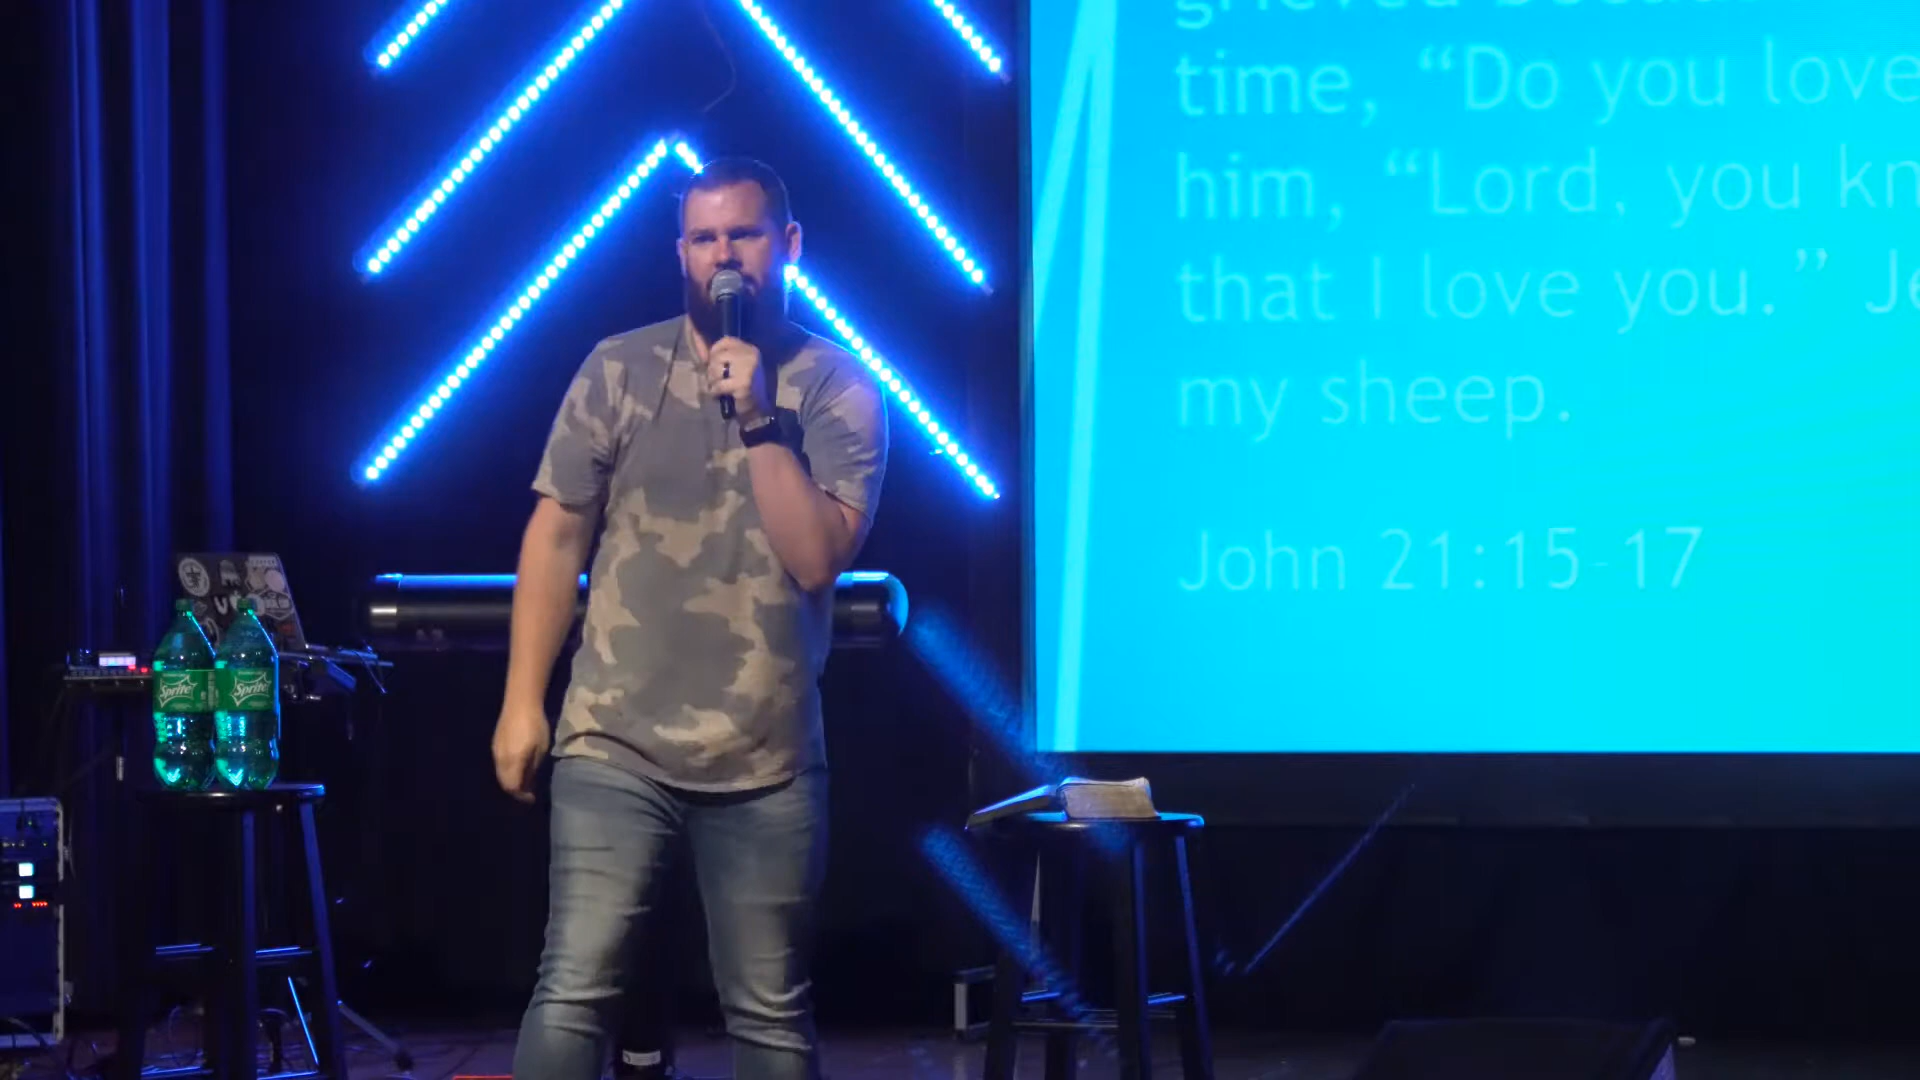 time, “Do you love
him, “Lord, you kn
that I love you.” Je
my sheep.
John 21:15-17
Sprite
Sprite